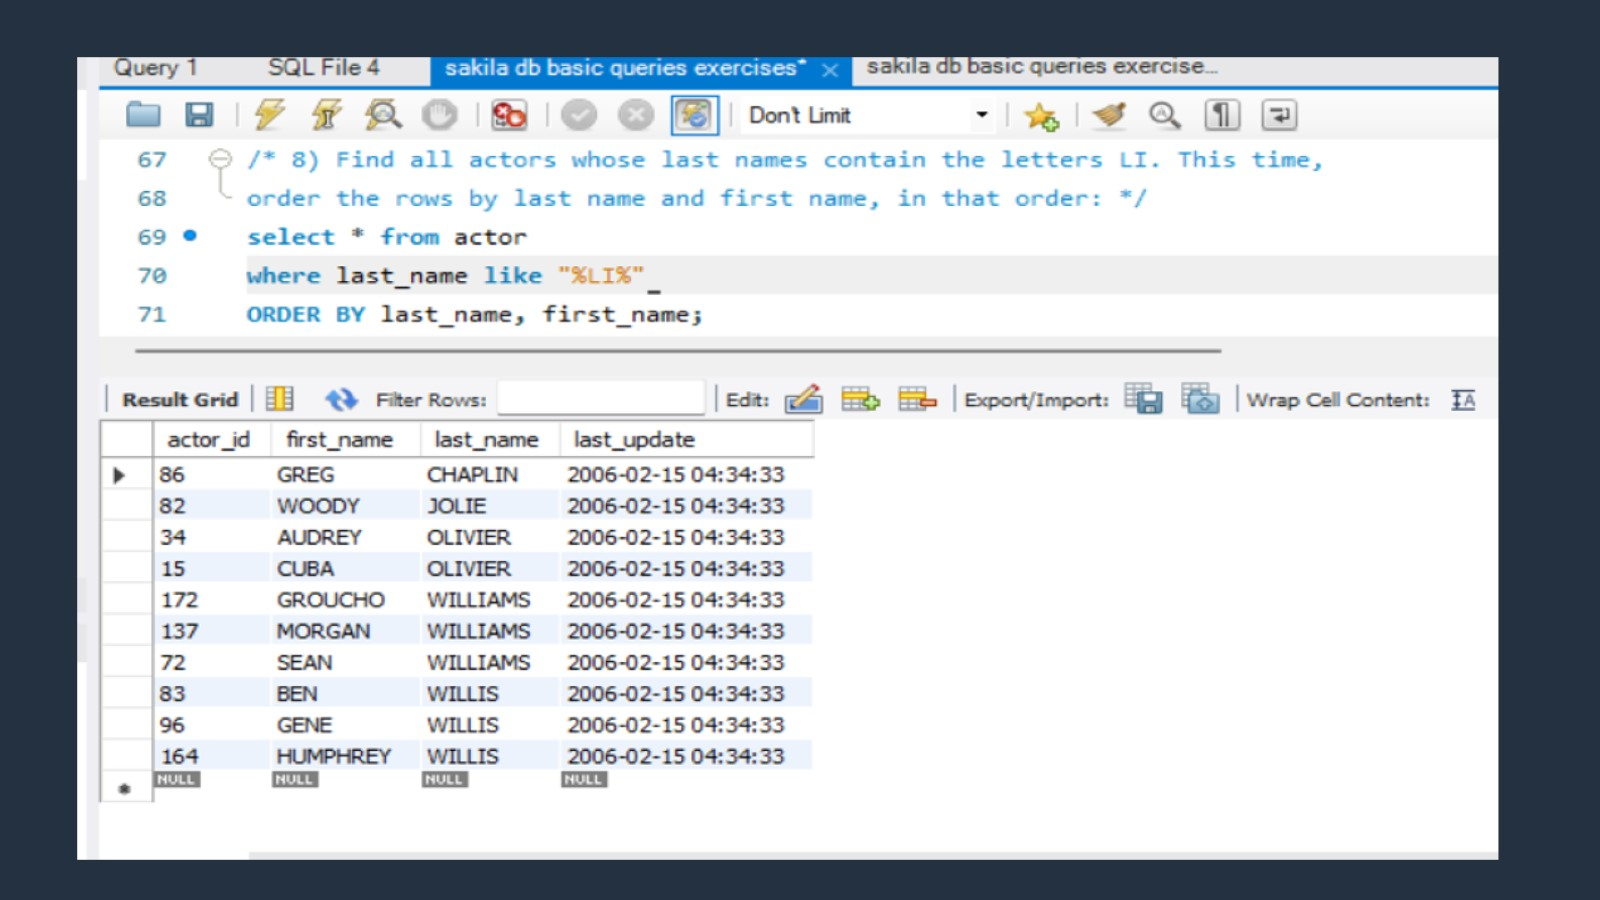 Query 1 SQL File 4 sakila db basic queries exercises* sakila db basic queries exercise...
Don't Limit
67 /* 8) Find all actors whose last names contain the letters LI. This time,
68 order the rows by last name and first name, in that order: */
69 select * from actor
70 where last_name like "%LI%"
71 ORDER BY last_name, first_name;
Result Grid Filter Rows: Edit: Export/Import: Wrap Cell Content:
actor_id first_name last_name last_update
86 GREG CHAPLIN 2006-02-15 04:34:33
82 WOODY JOLIE 2006-02-15 04:34:33
34 AUDREY OLIVIER 2006-02-15 04:34:33
15 CUBA OLIVIER 2006-02-15 04:34:33
172 GROUCHO WILLIAMS 2006-02-15 04:34:33
137 MORGAN WILLIAMS 2006-02-15 04:34:33
72 SEAN WILLIAMS 2006-02-15 04:34:33
83 BEN WILLIS 2006-02-15 04:34:33
96 GENE WILLIS 2006-02-15 04:34:33
164 HUMPHREY WILLIS 2006-02-15 04:34:33
NULL NULL NULL NULL